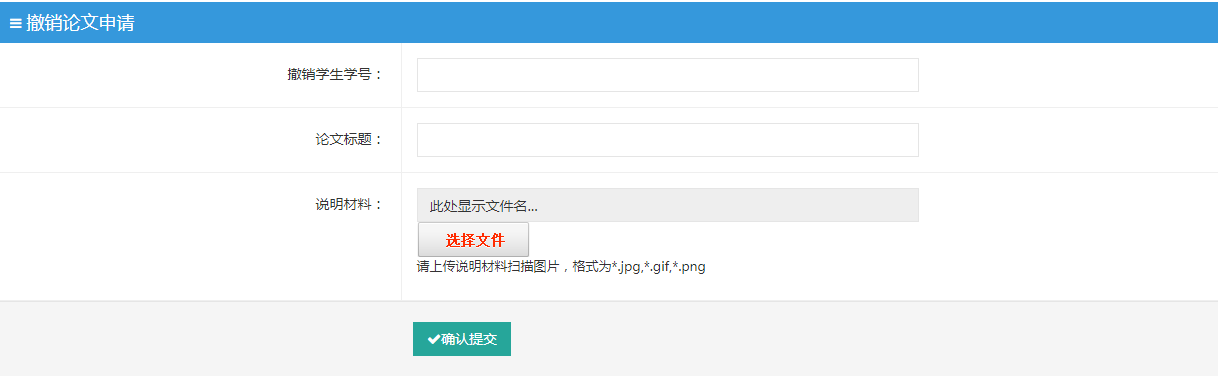 撤销论文申请
撤销学生学号：
论文标题：
说明材料：
此处显示文件名...
选择文件
请上传说明材料扫描图片，格式为*.jpg,*.gif,*.png
确认提交